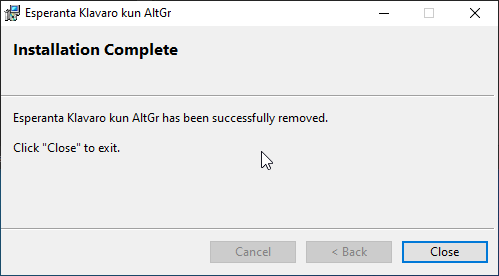 Esperanta Klavaro kun AltGr
Installation Complete
Esperanta Klavaro kun AltGr has been successfully removed.
Click "Close" to exit.
Cancel
< Back
Close